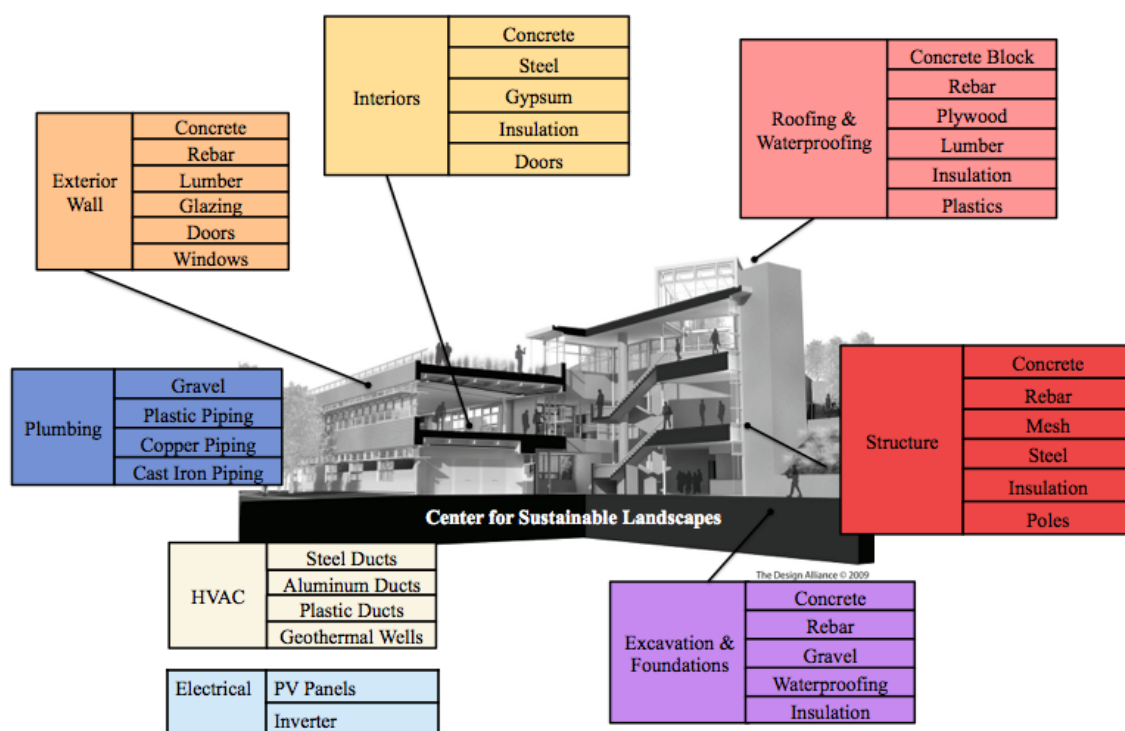 Interiors
Concrete
Steel
Gypsum
Insulation
Doors
Roofing &
Waterproofing
Concrete Block
Rebar
Plywood
Lumber
Insulation
Plastics
Exterior
Wall
Concrete
Rebar
Lumber
Glazing
Doors
Windows
Plumbing
Gravel
Plastic Piping
Copper Piping
Cast Iron Piping
Structure
Concrete
Rebar
Mesh
Steel
Insulation
Poles
Center for Sustainable Landscapes
The Design Alliance © 2009
HVAC
Steel Ducts
Aluminum Ducts
Plastic Ducts
Geothermal Wells
Excavation &
Foundations
Concrete
Rebar
Gravel
Waterproofing
Insulation
Electrical
PV Panels
Inverter